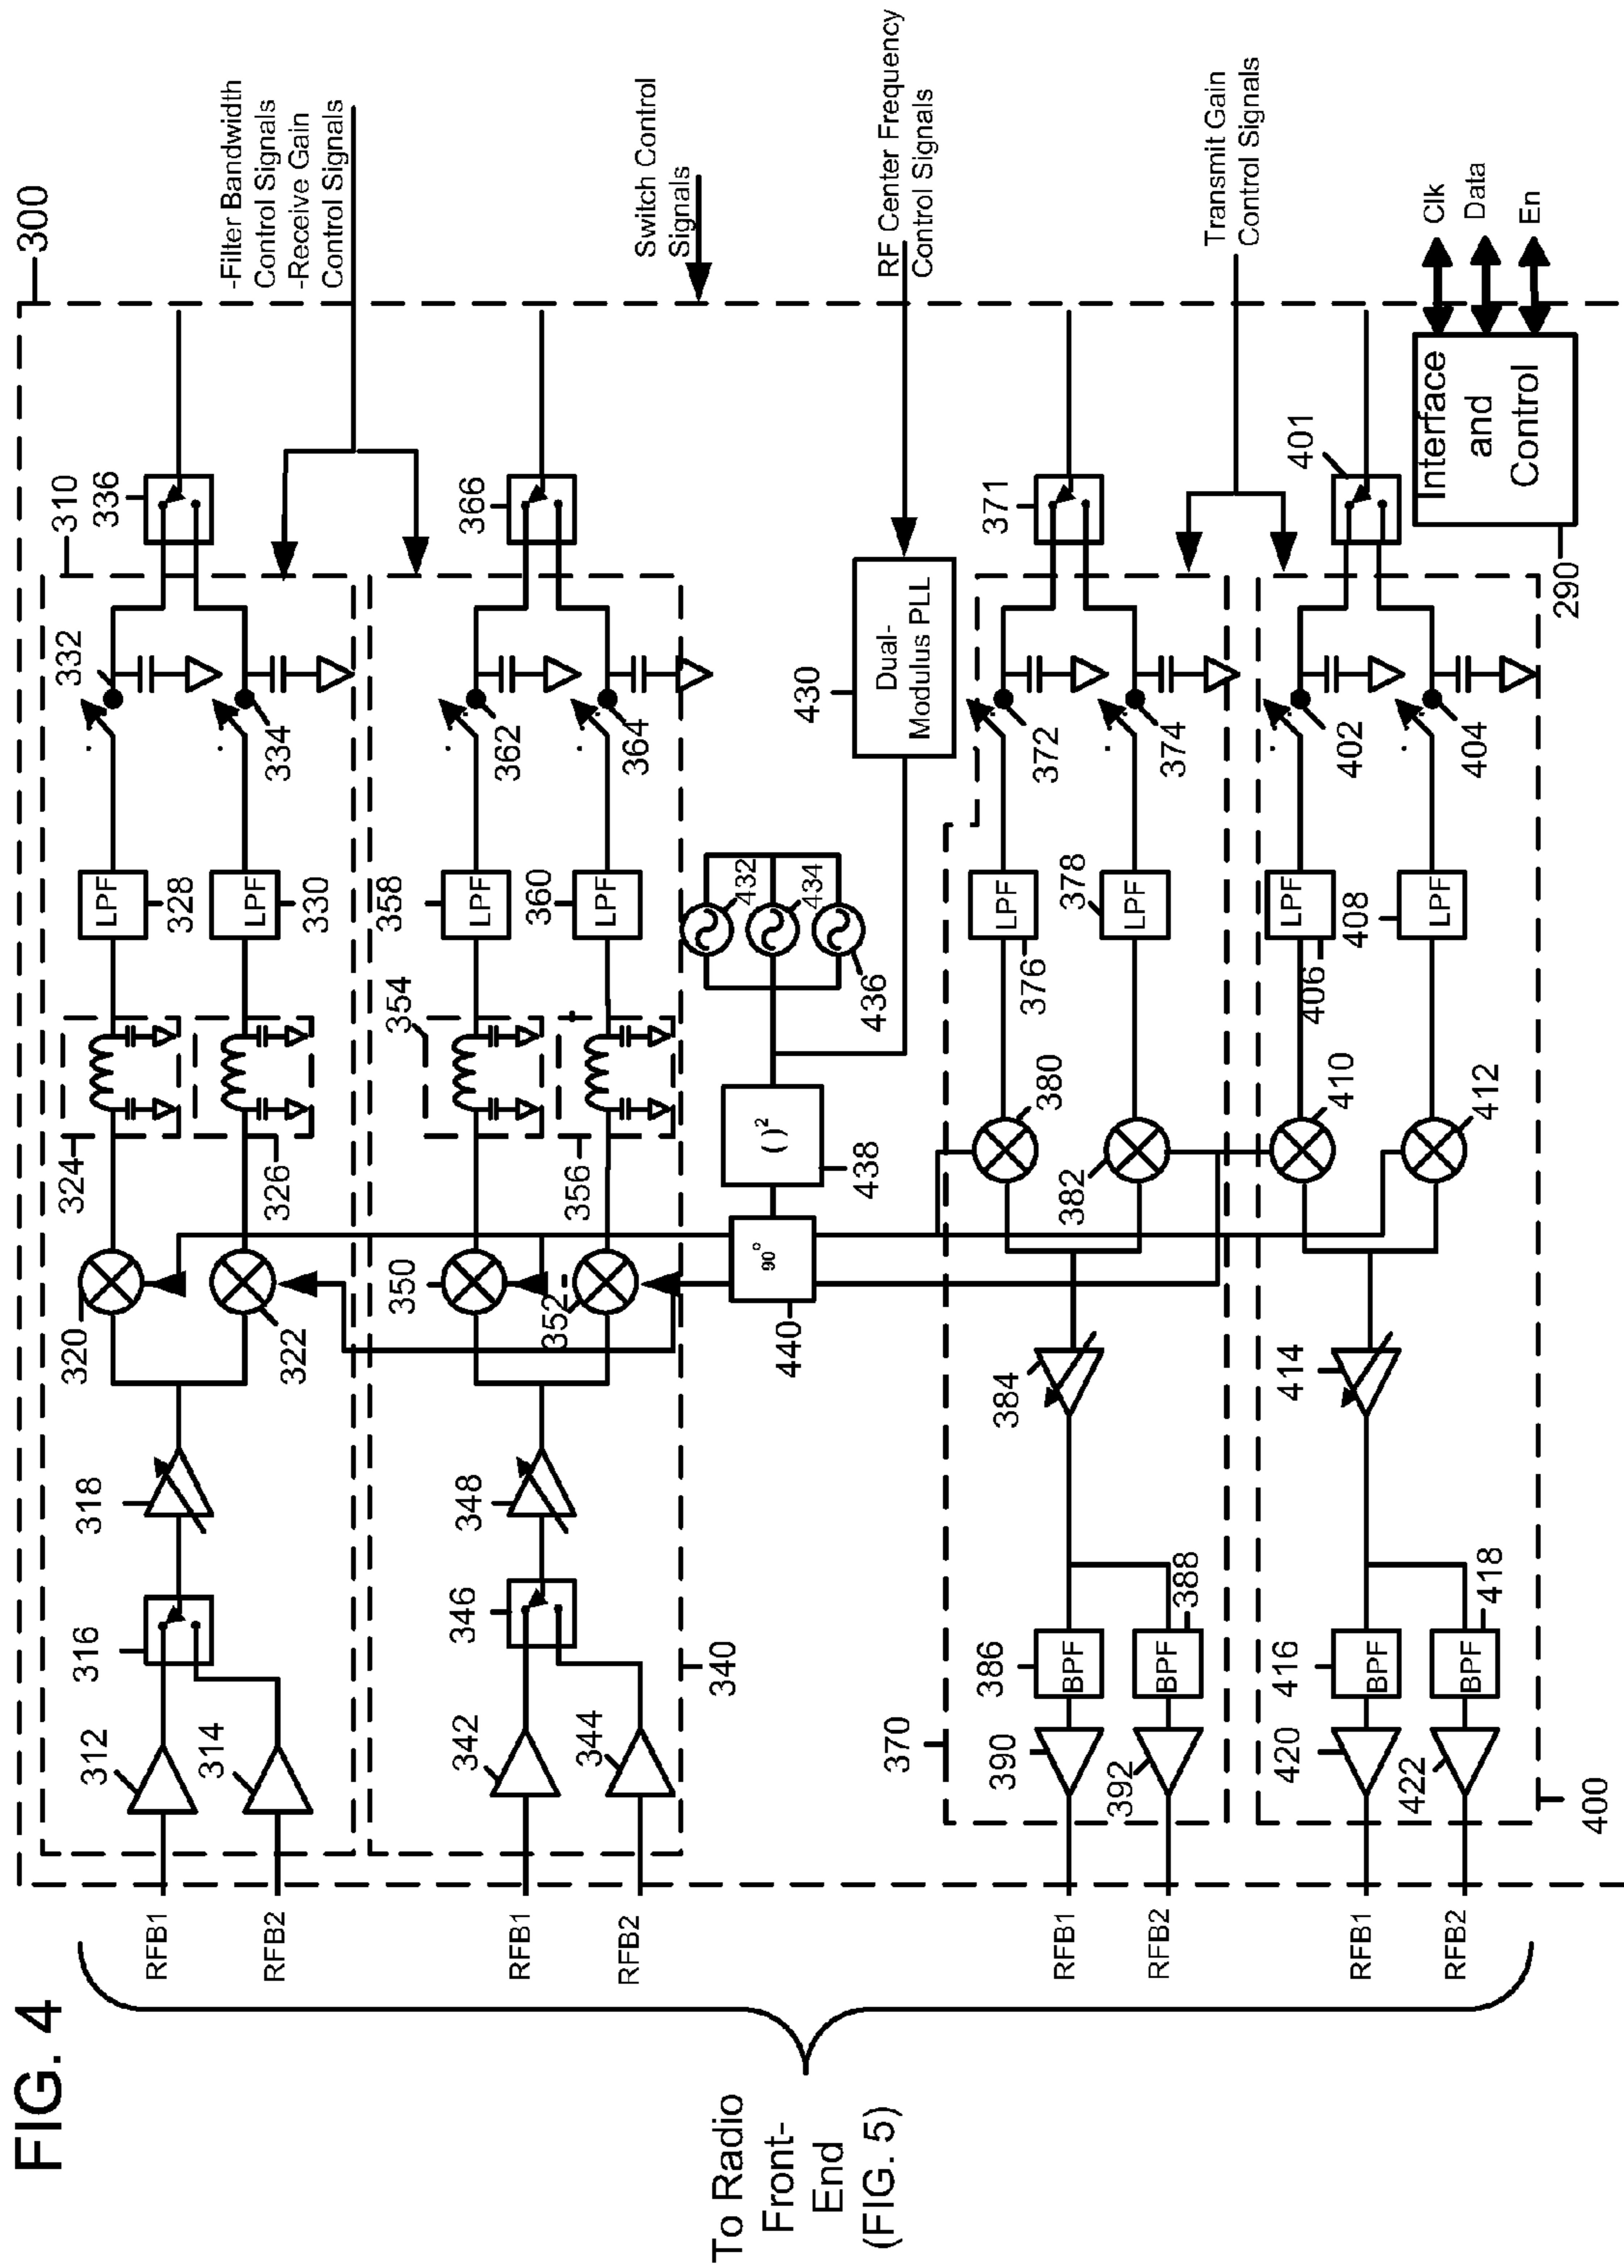 FIG. 4
300
-Filter Bandwidth
Control Signals
-Receive Gain
Control Signals
Switch Control
Signals
RF Center Frequency
Control Signals
Transmit Gain
Control Signals
Clk
Data
En
Interface
and
Control
290
310
312
314
316
318
320
322
324
326
LPF
328
LPF
330
332
334
336
RFB1
RFB2
340
342
344
346
348
350
352
354
356
358
LPF
360
LPF
362
364
366
RFB1
RFB2
Dual-
Modulus PLL
430
432
434
436
( )²
438
90°
440
370
371
372
374
LPF
376
LPF
378
380
382
384
386
BPF
BPF
388
390
392
RFB1
RFB2
400
401
402
404
LPF
406
LPF
408
410
412
414
416
BPF
BPF
418
420
422
RFB1
RFB2
To Radio
Front-
End
(FIG. 5)